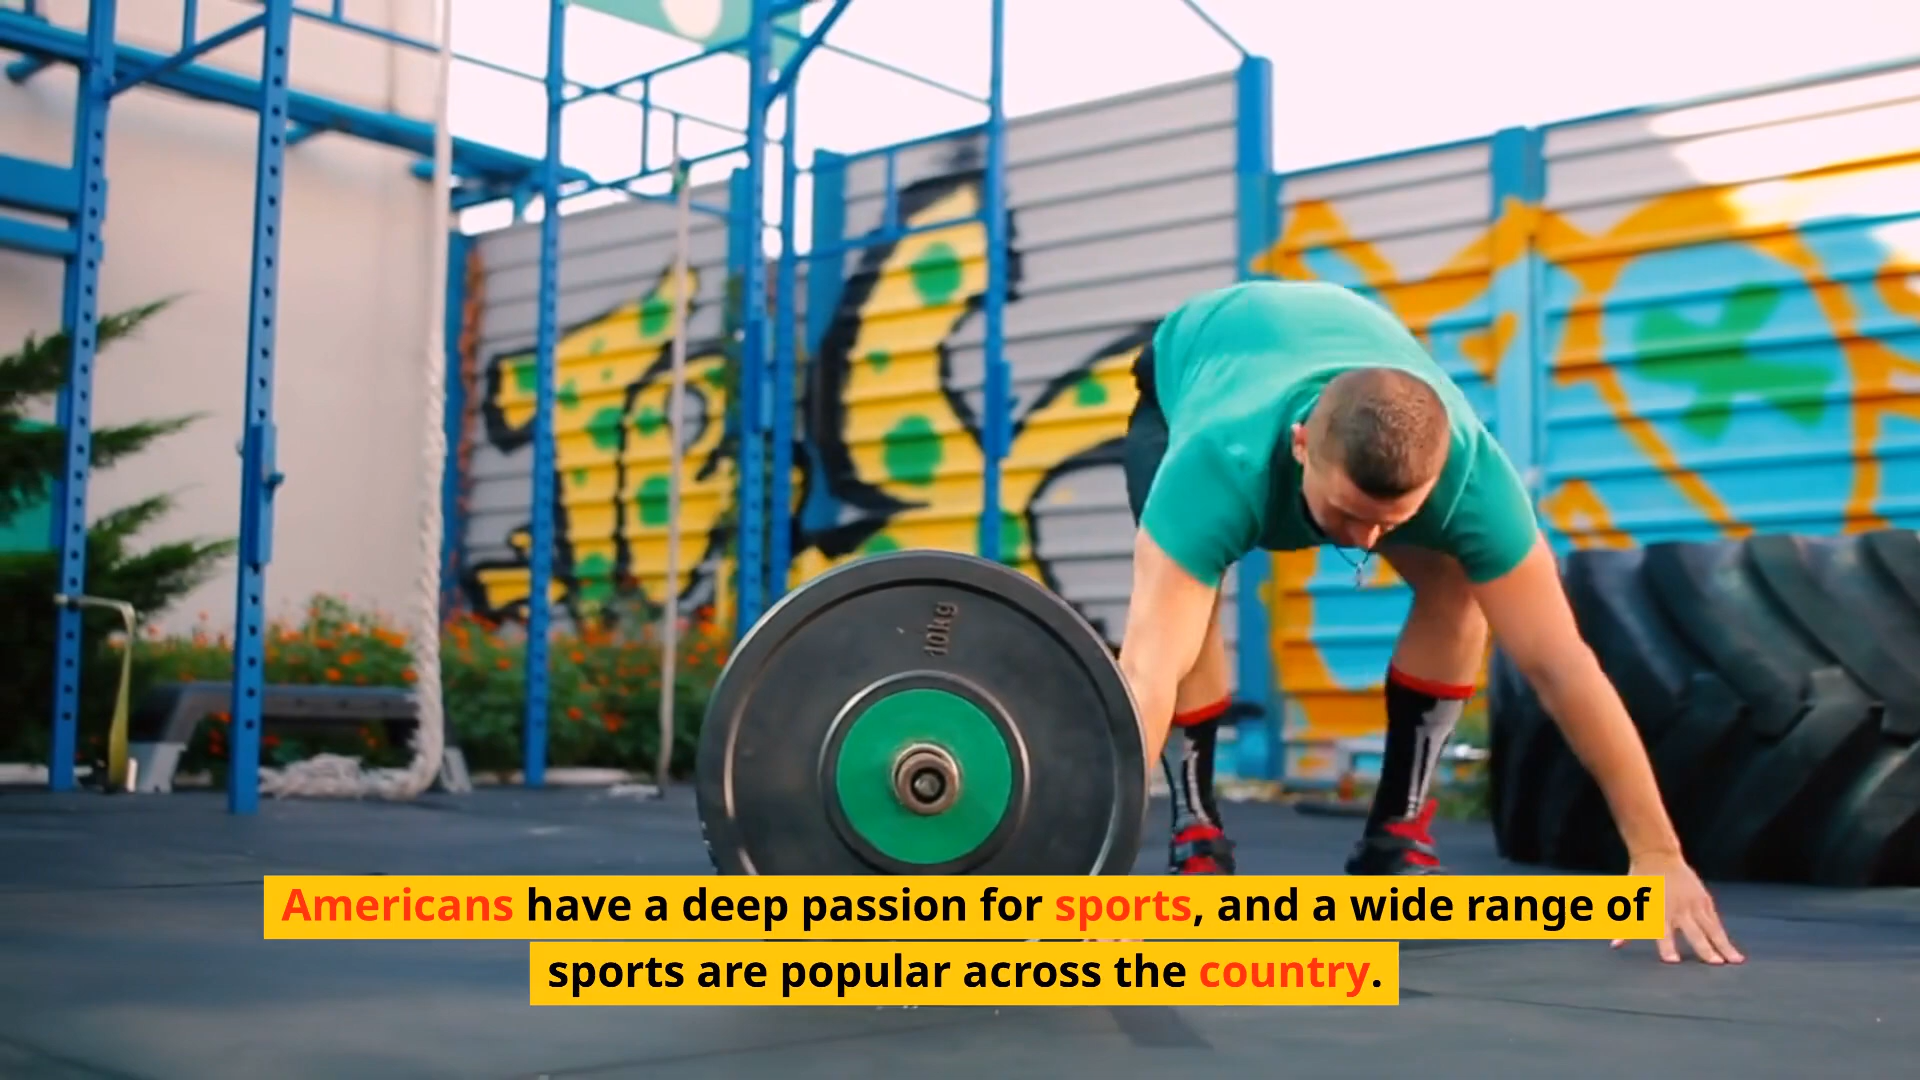 10kg
Americans have a deep passion for sports, and a wide range of
sports are popular across the country.